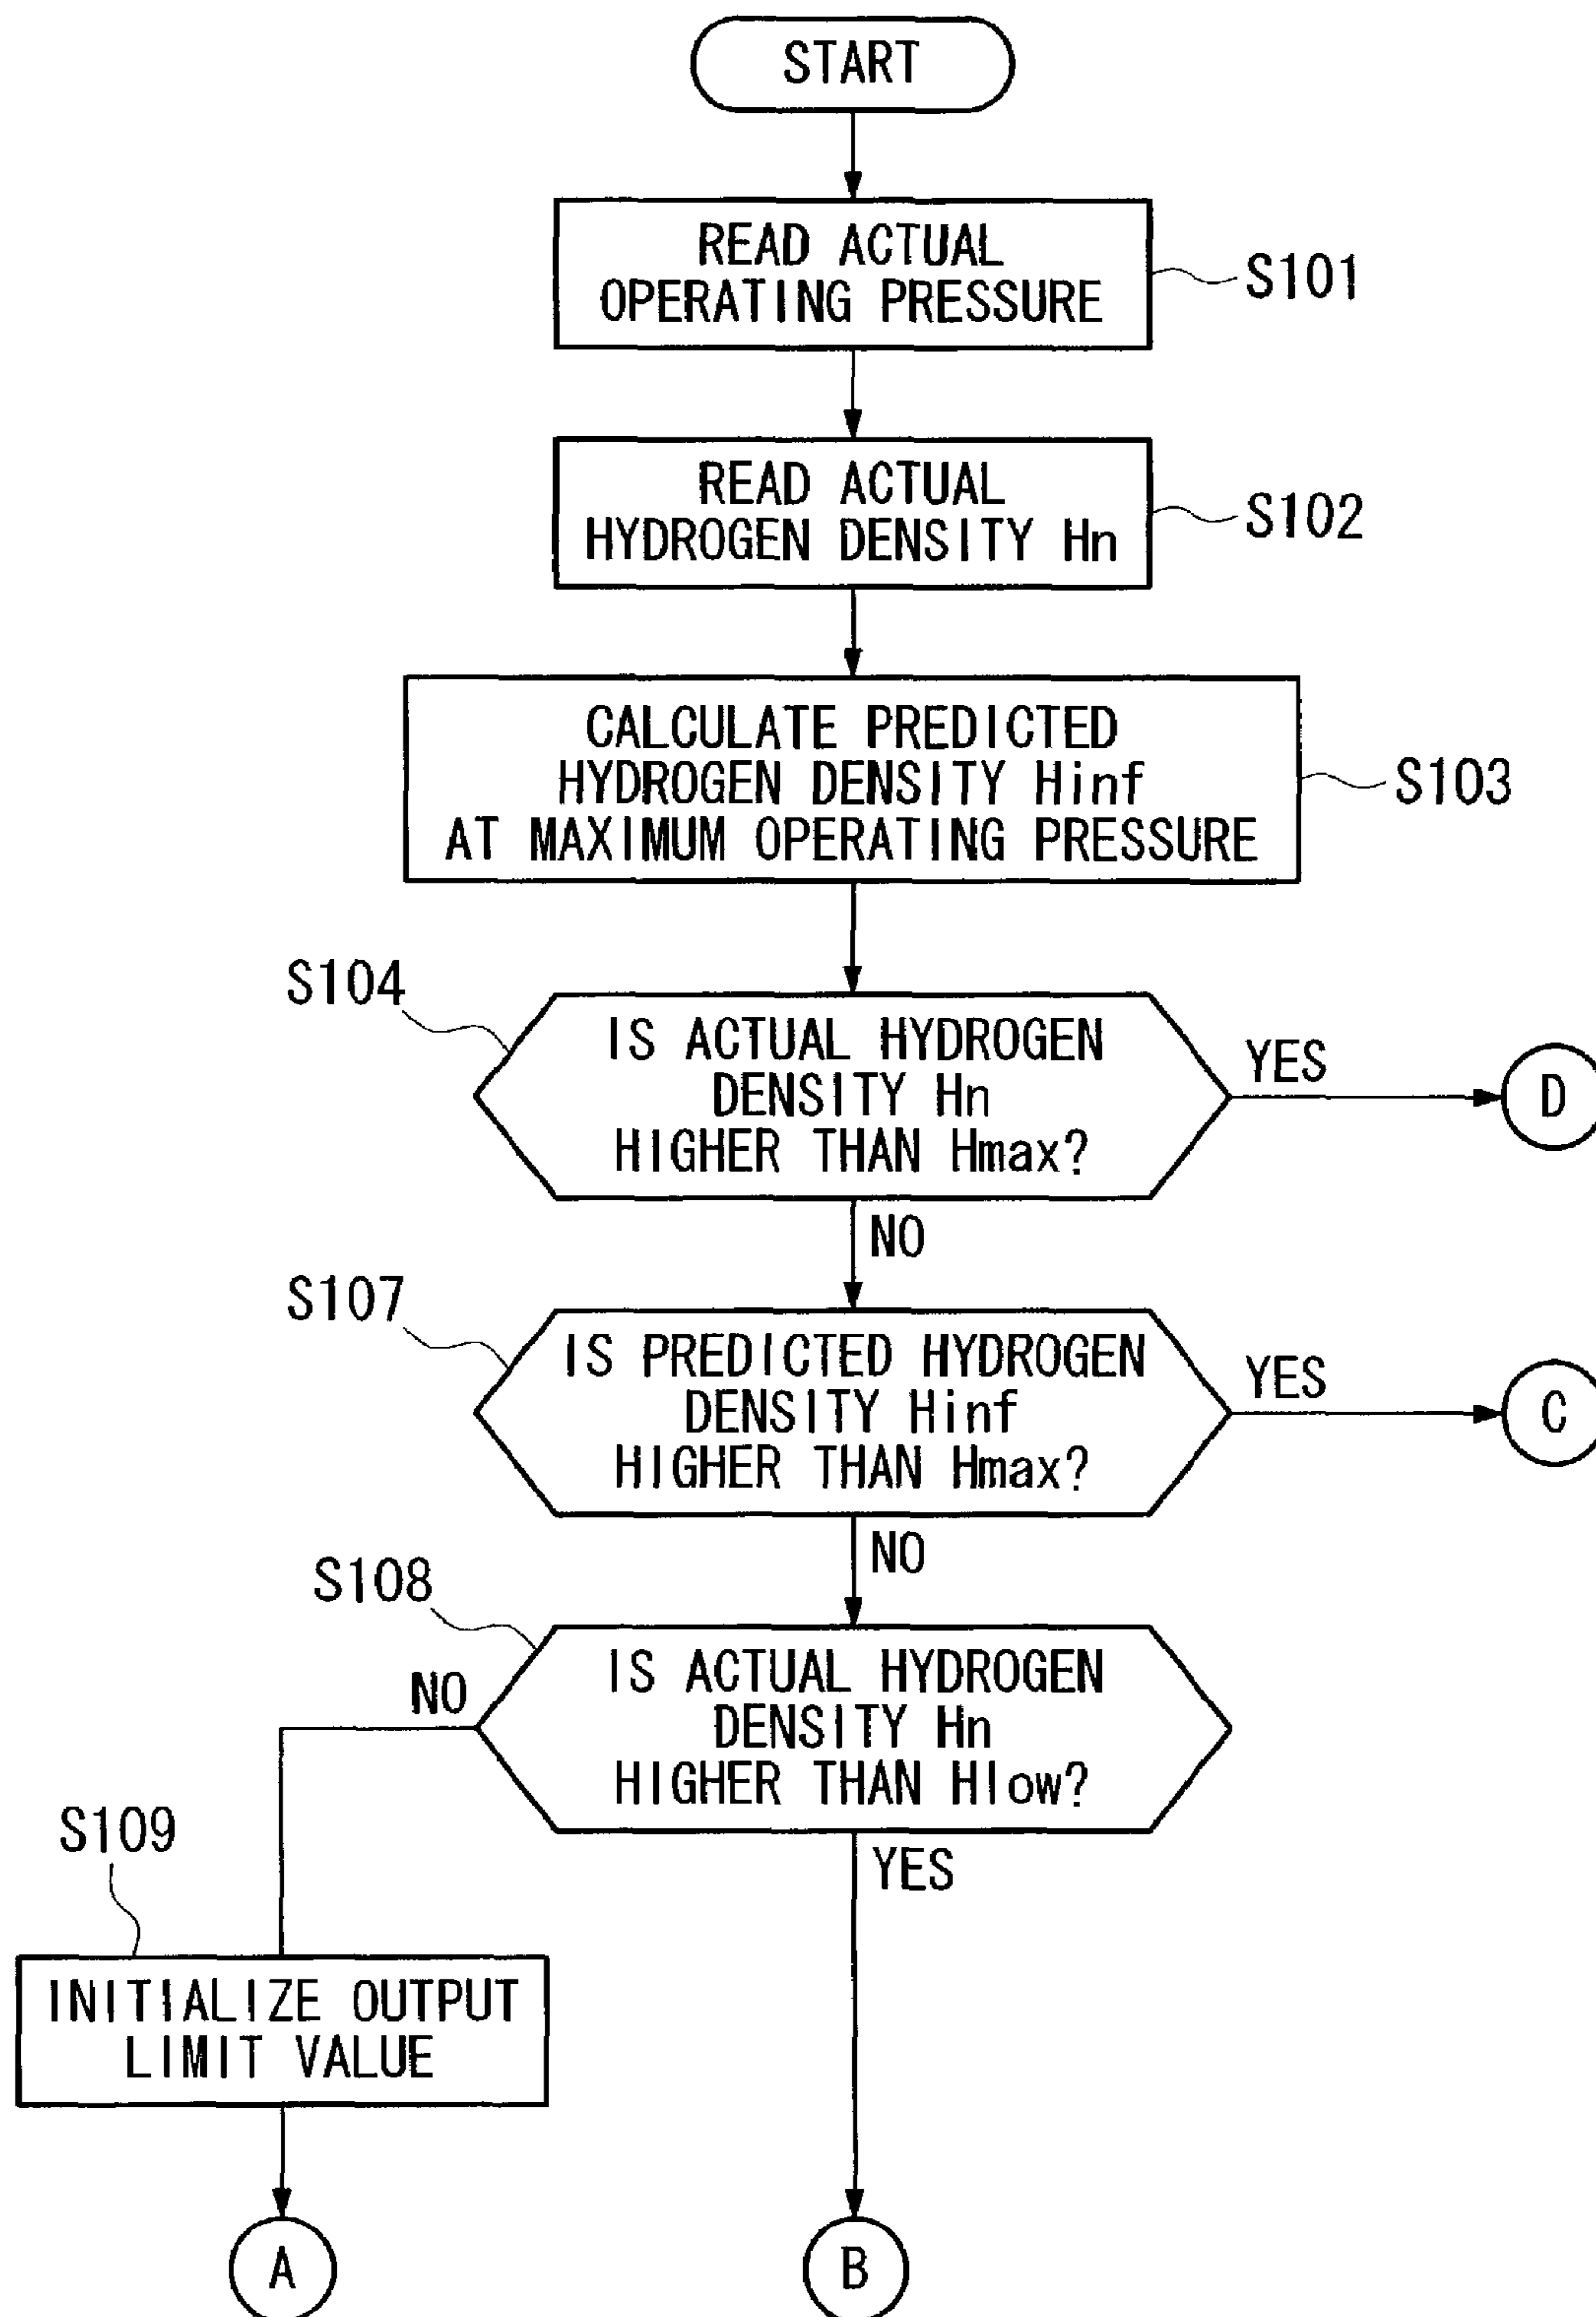 START
READ ACTUAL
OPERATING PRESSURE
S101
READ ACTUAL
HYDROGEN DENSITY Hn
S102
CALCULATE PREDICTED
HYDROGEN DENSITY Hinf
AT MAXIMUM OPERATING PRESSURE
S103
S104
IS ACTUAL HYDROGEN
DENSITY Hn
HIGHER THAN Hmax?
YES
D
NO
S107
IS PREDICTED HYDROGEN
DENSITY Hinf
HIGHER THAN Hmax?
YES
C
NO
S108
IS ACTUAL HYDROGEN
DENSITY Hn
HIGHER THAN Hlow?
NO
YES
S109
INITIALIZE OUTPUT
LIMIT VALUE
A
B